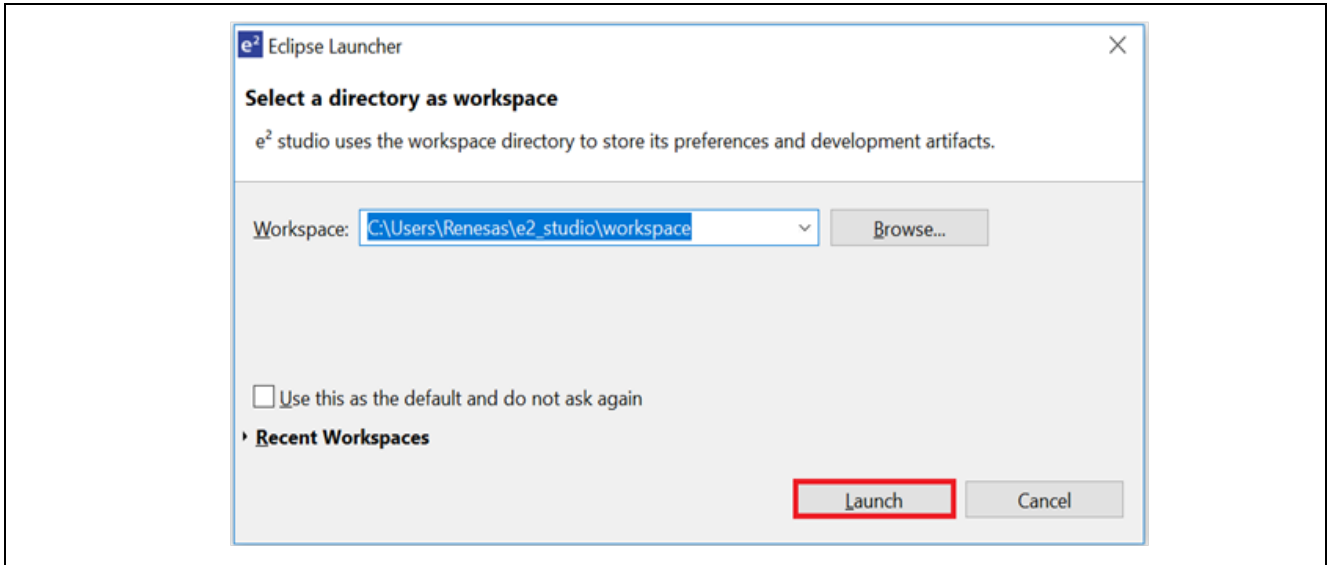 e² Eclipse Launcher
Select a directory as workspace
e² studio uses the workspace directory to store its preferences and development artifacts.
Workspace: C:\Users\Renesas\e2_studio\workspace Browse...
Use this as the default and do not ask again
Recent Workspaces
Launch Cancel